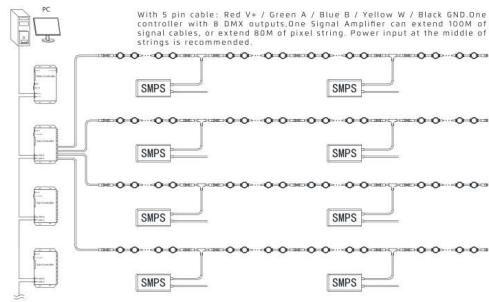 PC
With 5 pin cable: Red V+ / Green A / Blue B / Yellow W / Black GND.One
controller with 8 DMX outputs.One Signal Amplifier can extend 100M of
signal cables, or extend 80M of pixel string. Power input at the middle of
strings is recommended.
SMPS
SMPS
SMPS
SMPS
SMPS
SMPS
SMPS
SMPS